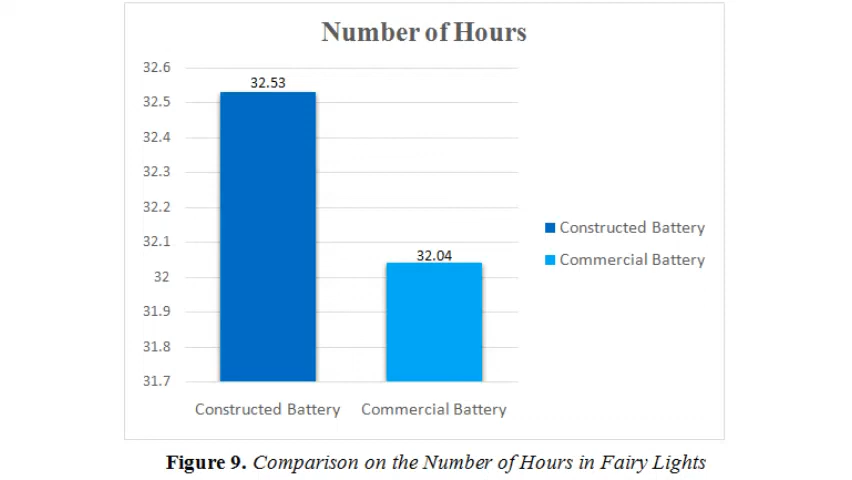 Number of Hours
32.6
32.5
32.4
32.3
32.2
32.1
32
31.9
31.8
31.7
32.53
32.04
Constructed Battery
Commercial Battery
Constructed Battery Commercial Battery
Figure 9. Comparison on the Number of Hours in Fairy Lights